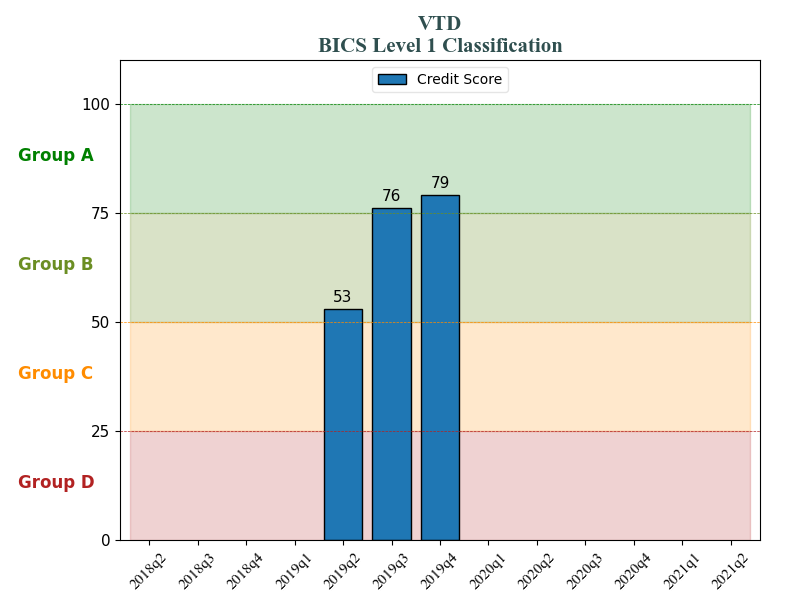 VTD
BICS Level 1 Classification
Credit Score
100
Group A
79
76
75
Group B
53
50
Group C
25
Group D
0
2018q2 2018q3 2018q4 2019q1 2019q2 2019q3 2019q4 2020q1 2020q2 2020q3 2020q4 2021q1 2021q2